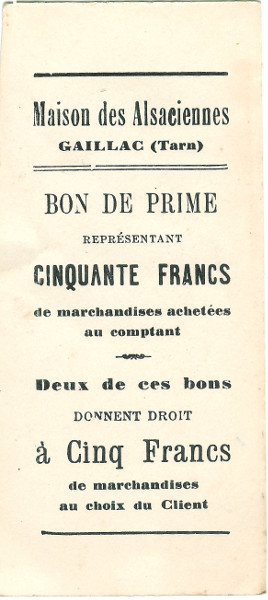 Maison des Alsaciennes
GAILLAC (Tarn)
BON DE PRIME
REPRÉSENTANT
CINQUANTE FRANCS
de marchandises achetées
au comptant
Deux de ces bons
DONNENT DROIT
à Cinq Francs
de marchandises
au choix du Client